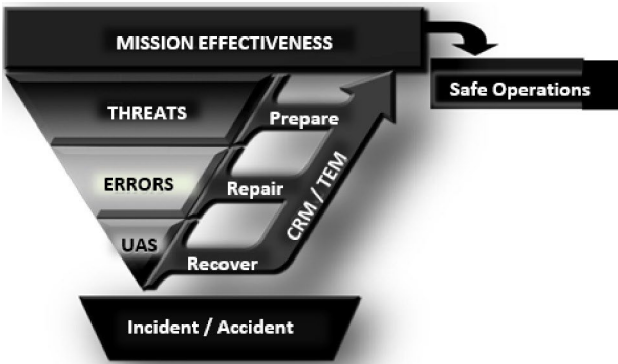 MISSION EFFECTIVENESS
Safe Operations
THREATS
Prepare
ERRORS
Repair
CRM / TEM
UAS
Recover
Incident / Accident